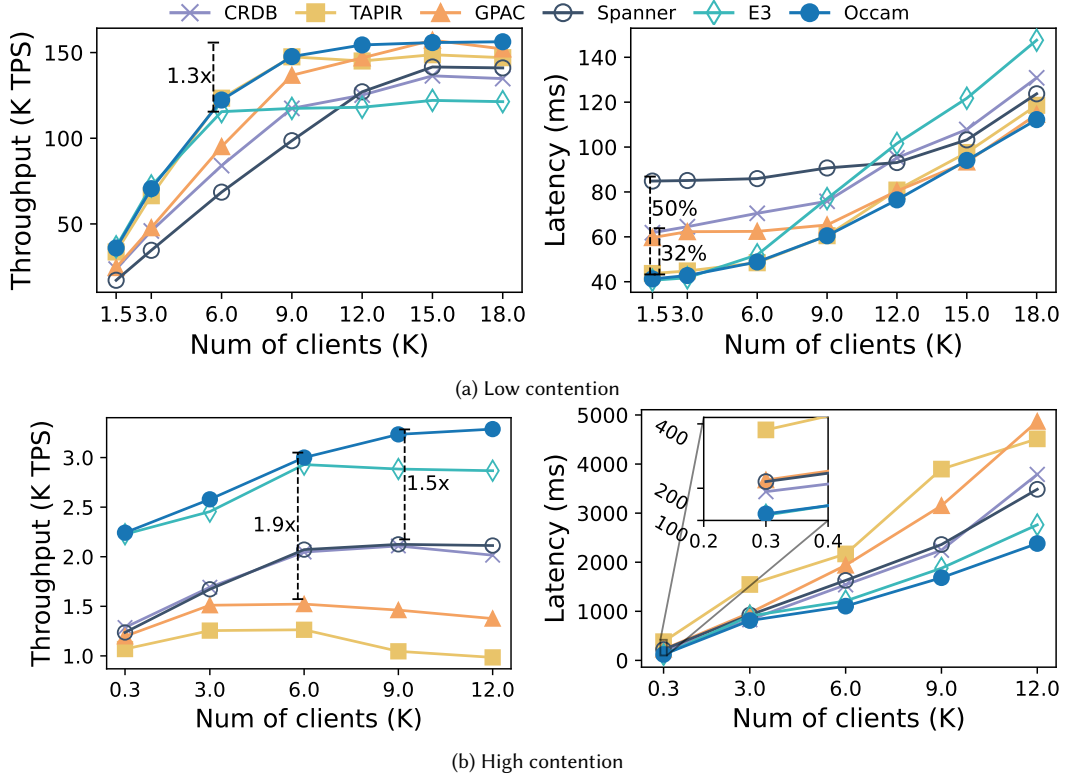 CRDB TAPIR GPAC Spanner E3 Occam
Throughput (K TPS)
150
100
50
1.3x
1.5 3.0 6.0 9.0 12.0 15.0 18.0
Num of clients (K)
Latency (ms)
140
120
100
80
60
40
50%
32%
1.5 3.0 6.0 9.0 12.0 15.0 18.0
Num of clients (K)
(a) Low contention
Throughput (K TPS)
3.0
2.5
2.0
1.5
1.0
1.9x
1.5x
0.3 3.0 6.0 9.0 12.0
Num of clients (K)
Latency (ms)
5000
4000
3000
2000
1000
0
400
200
100
0.2 0.3 0.4
0.3 3.0 6.0 9.0 12.0
Num of clients (K)
(b) High contention